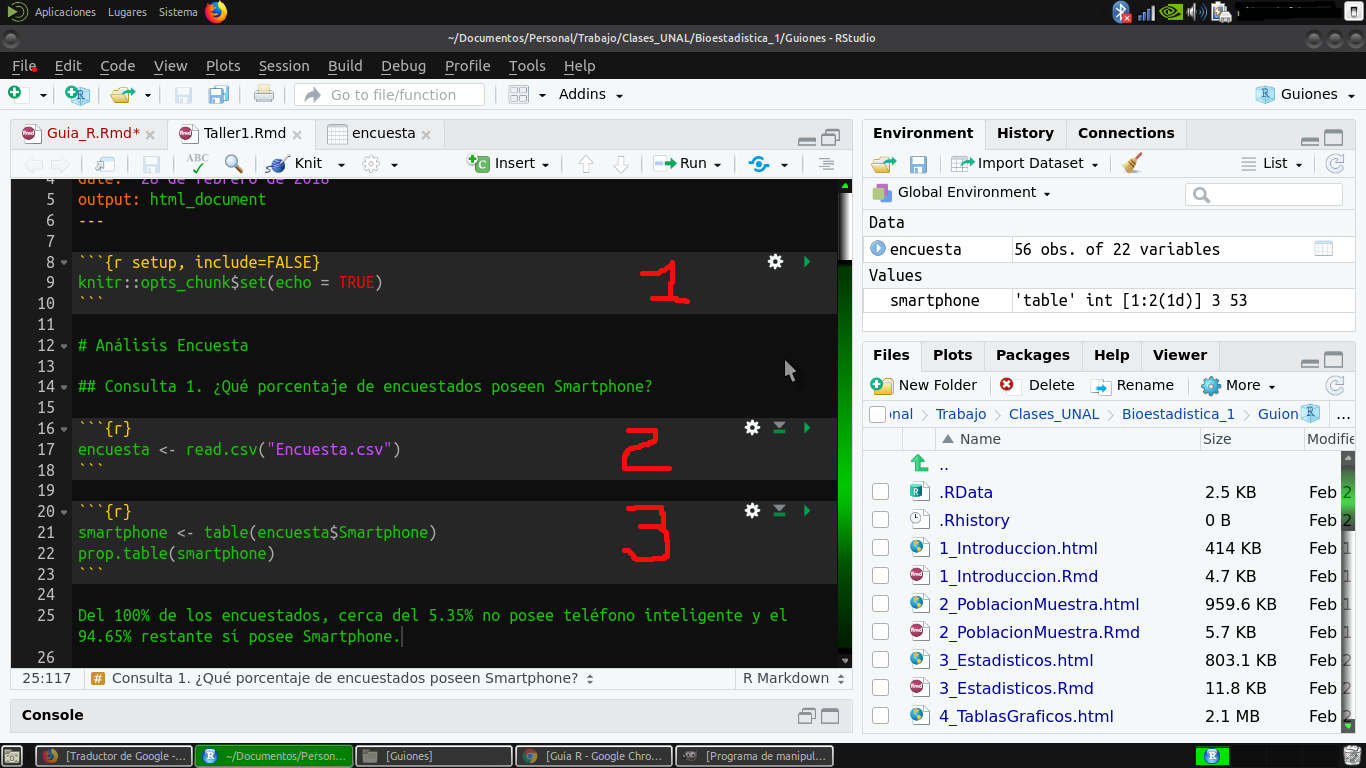 Aplicaciones Lugares Sistema
~/Documentos/Personal/Trabajo/Clases_UNAL/Bioestadistica_1/Guiones - RStudio
File Edit Code View Plots Session Build Debug Profile Tools Help
Go to file/function Addins Guiones
Guia_R.Rmd* Taller1.Rmd encuesta
ABC Knit Insert Run
4 date: "28 de febrero de 2018"
5 output: html_document
6 ---
7
8 ```{r setup, include=FALSE}
9 knitr::opts_chunk$set(echo = TRUE)
10 ```
1
11
12 # Análisis Encuesta
13
14 ## Consulta 1. ¿Qué porcentaje de encuestados poseen Smartphone?
15
16 ```{r}
17 encuesta <- read.csv("Encuesta.csv")
18 ```
2
19
20 ```{r}
21 smartphone <- table(encuesta$Smartphone)
22 prop.table(smartphone)
23 ```
3
24
25 Del 100% de los encuestados, cerca del 5.35% no posee teléfono inteligente y el
94.65% restante sí posee Smartphone.
26
25:117 # Consulta 1. ¿Qué porcentaje de encuestados poseen Smartphone? R Markdown
Console
Environment History Connections
Import Dataset List
Global Environment
Data
encuesta 56 obs. of 22 variables
Values
smartphone 'table' int [1:2(1d)] 3 53
Files Plots Packages Help Viewer
New Folder Delete Rename More
onal Trabajo Clases_UNAL Bioestadistica_1 Guion ...
Name Size Modifie
..
.RData 2.5 KB Feb 2
.Rhistory 0 B Feb 2
1_Introduccion.html 414 KB Feb 1
1_Introduccion.Rmd 4.7 KB Feb 1
2_PoblacionMuestra.html 959.6 KB Feb 1
2_PoblacionMuestra.Rmd 5.7 KB Feb 1
3_Estadisticos.html 803.1 KB Feb 2
3_Estadisticos.Rmd 11.8 KB Feb 2
4_TablasGraficos.html 2.1 MB Feb 2
[Traductor de Google -... ~/Documentos/Person... [Guiones] [Guía R - Google Chro... [Programa de manipul...